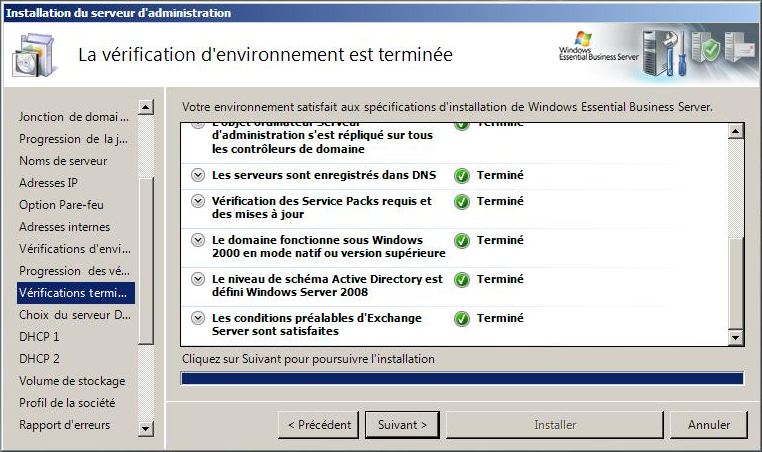 Installation du serveur d'administration
La vérification d'environnement est terminée
Windows
Essential Business Server
Jonction de domai...
Progression de la j...
Noms de serveur
Adresses IP
Option Pare-feu
Adresses internes
Vérifications d'envi...
Progression des vé...
Vérifications termi...
Choix du serveur D...
DHCP 1
DHCP 2
Volume de stockage
Profil de la société
Rapport d'erreurs
Votre environnement satisfait aux spécifications d'installation de Windows Essential Business Server.
L'objet ordinateur Serveur Terminé
d'administration s'est répliqué sur tous
les contrôleurs de domaine
Les serveurs sont enregistrés dans DNS Terminé
Vérification des Service Packs requis et Terminé
des mises à jour
Le domaine fonctionne sous Windows Terminé
2000 en mode natif ou version supérieure
Le niveau de schéma Active Directory est Terminé
défini Windows Server 2008
Les conditions préalables d'Exchange Terminé
Server sont satisfaites
Cliquez sur Suivant pour poursuivre l'installation
< Précédent Suivant > Installer Annuler